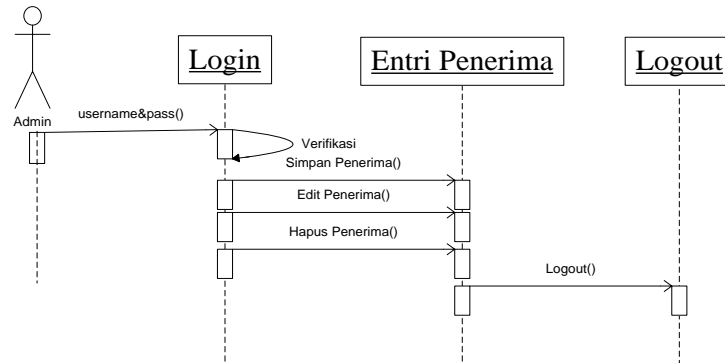 Login
Entri Penerima
Logout
Admin
username&pass()
Verifikasi
Simpan Penerima()
Edit Penerima()
Hapus Penerima()
Logout()